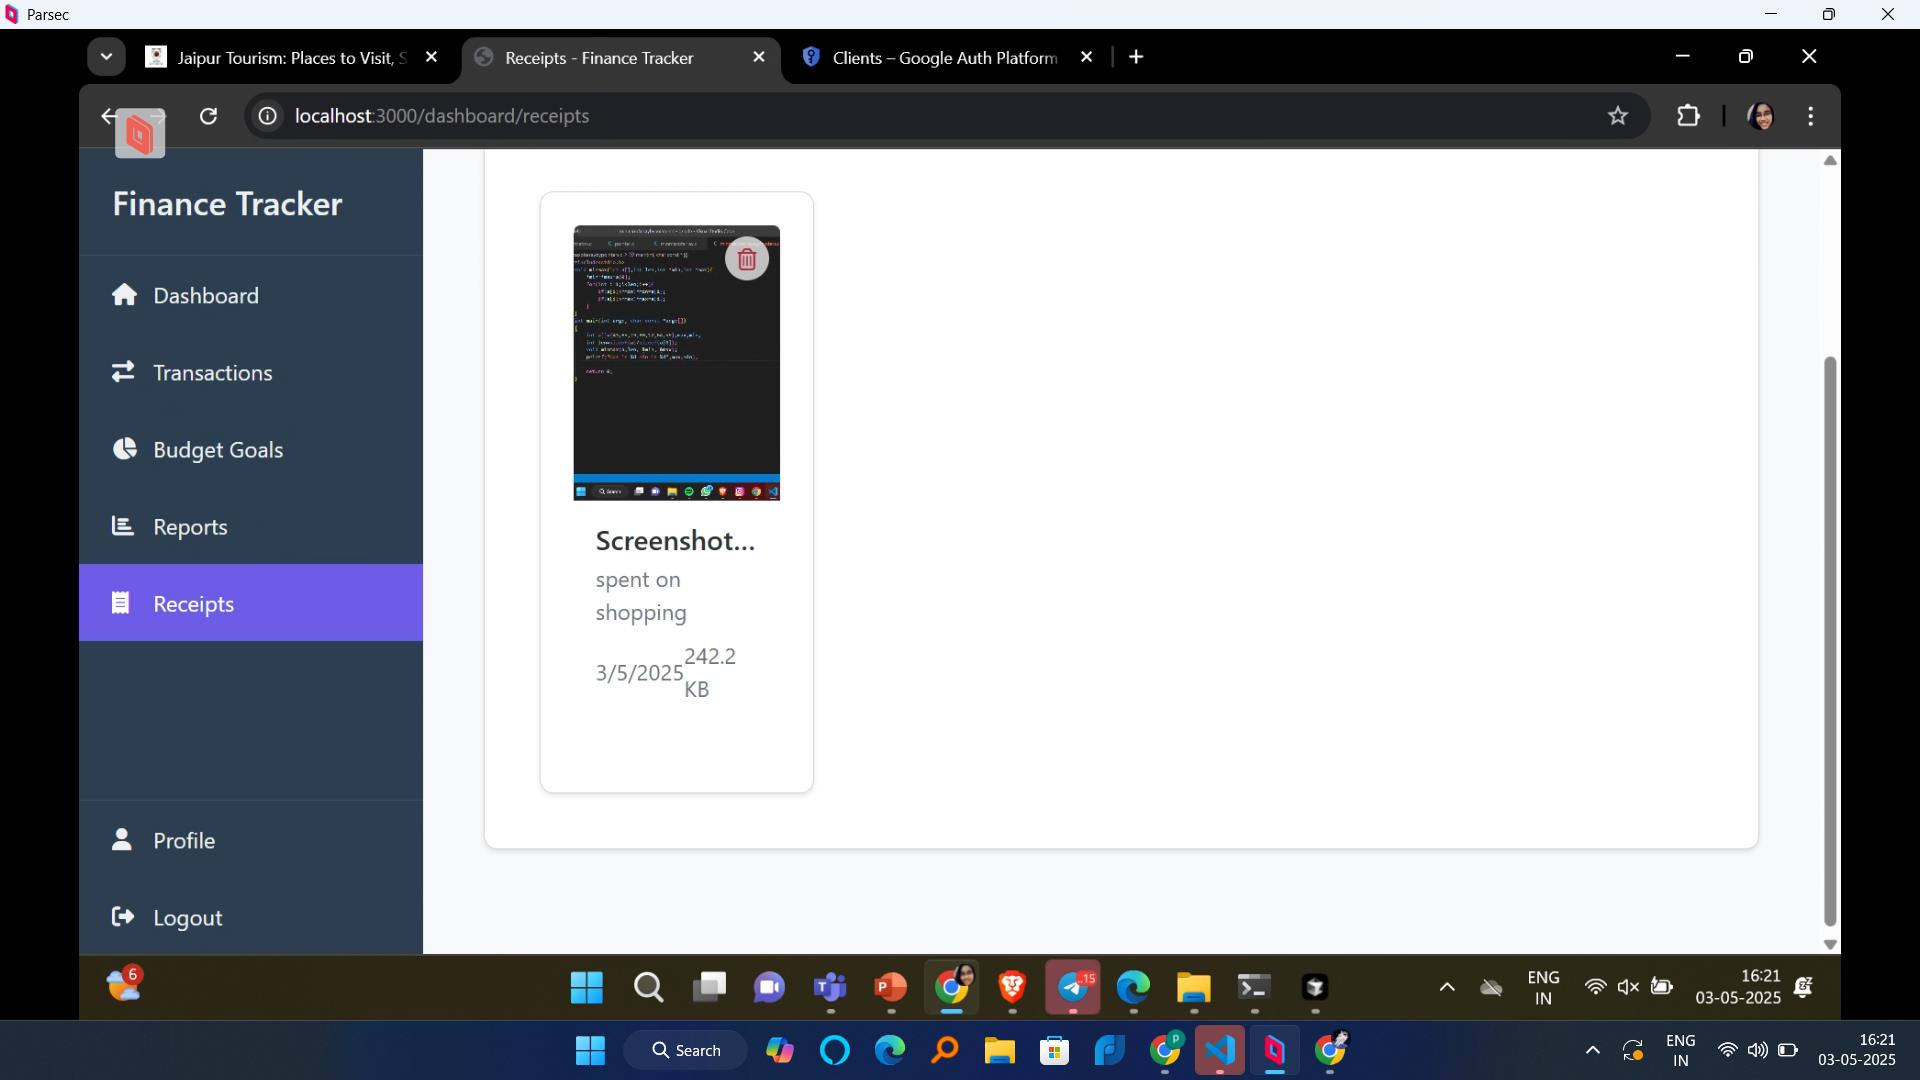 Parsec
Jaipur Tourism: Places to Visit, S
Receipts - Finance Tracker
Clients – Google Auth Platform
localhost:3000/dashboard/receipts
Finance Tracker
Dashboard
Transactions
Budget Goals
Reports
Receipts
Profile
Logout
Search
Screenshot...
spent on
shopping
3/5/2025
242.2
KB
6
15
ENG
IN
16:21
03-05-2025
Search
ENG
IN
16:21
03-05-2025